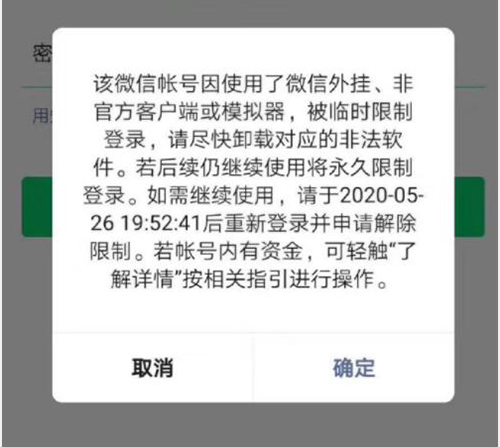 密
用
该微信帐号因使用了微信外挂、非
官方客户端或模拟器，被临时限制
登录，请尽快卸载对应的非法软
件。若后续仍继续使用将永久限制
登录。如需继续使用，请于2020-05-
26 19:52:41后重新登录并申请解除
限制。若帐号内有资金，可轻触“了
解详情”按相关指引进行操作。
取消 确定